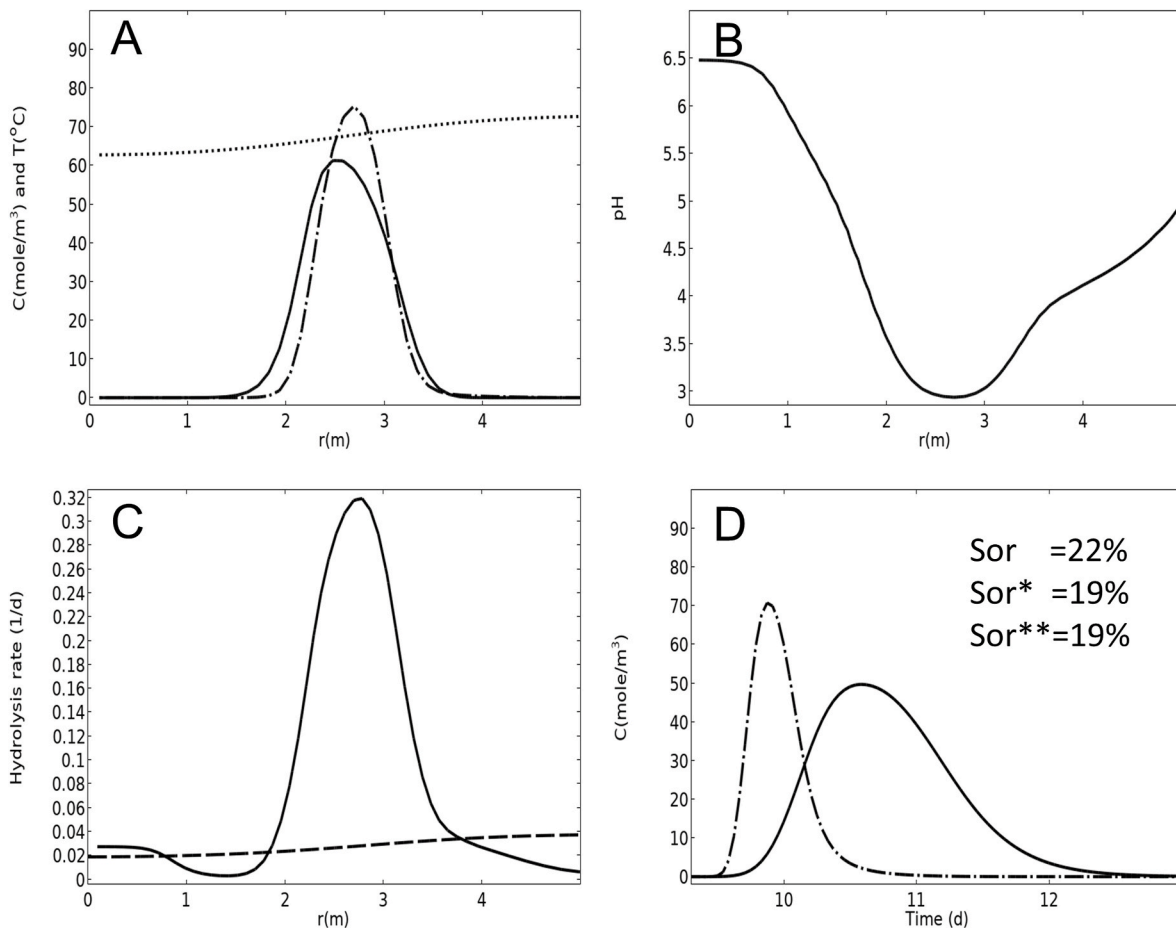 A
C(mole/m³) and T(°C)
90
80
70
60
50
40
30
20
10
0
0 1 2 3 4
r(m)
B
pH
6.5
6
5.5
5
4.5
4
3.5
3
0 1 2 3 4
r(m)
C
Hydrolysis rate (1/d)
0.32
0.3
0.28
0.26
0.24
0.22
0.2
0.18
0.16
0.14
0.12
0.1
0.08
0.06
0.04
0.02
0
0 1 2 3 4
r(m)
D
Sor =22%
Sor* =19%
Sor**=19%
C(mole/m³)
90
80
70
60
50
40
30
20
10
0
10 11 12
Time (d)